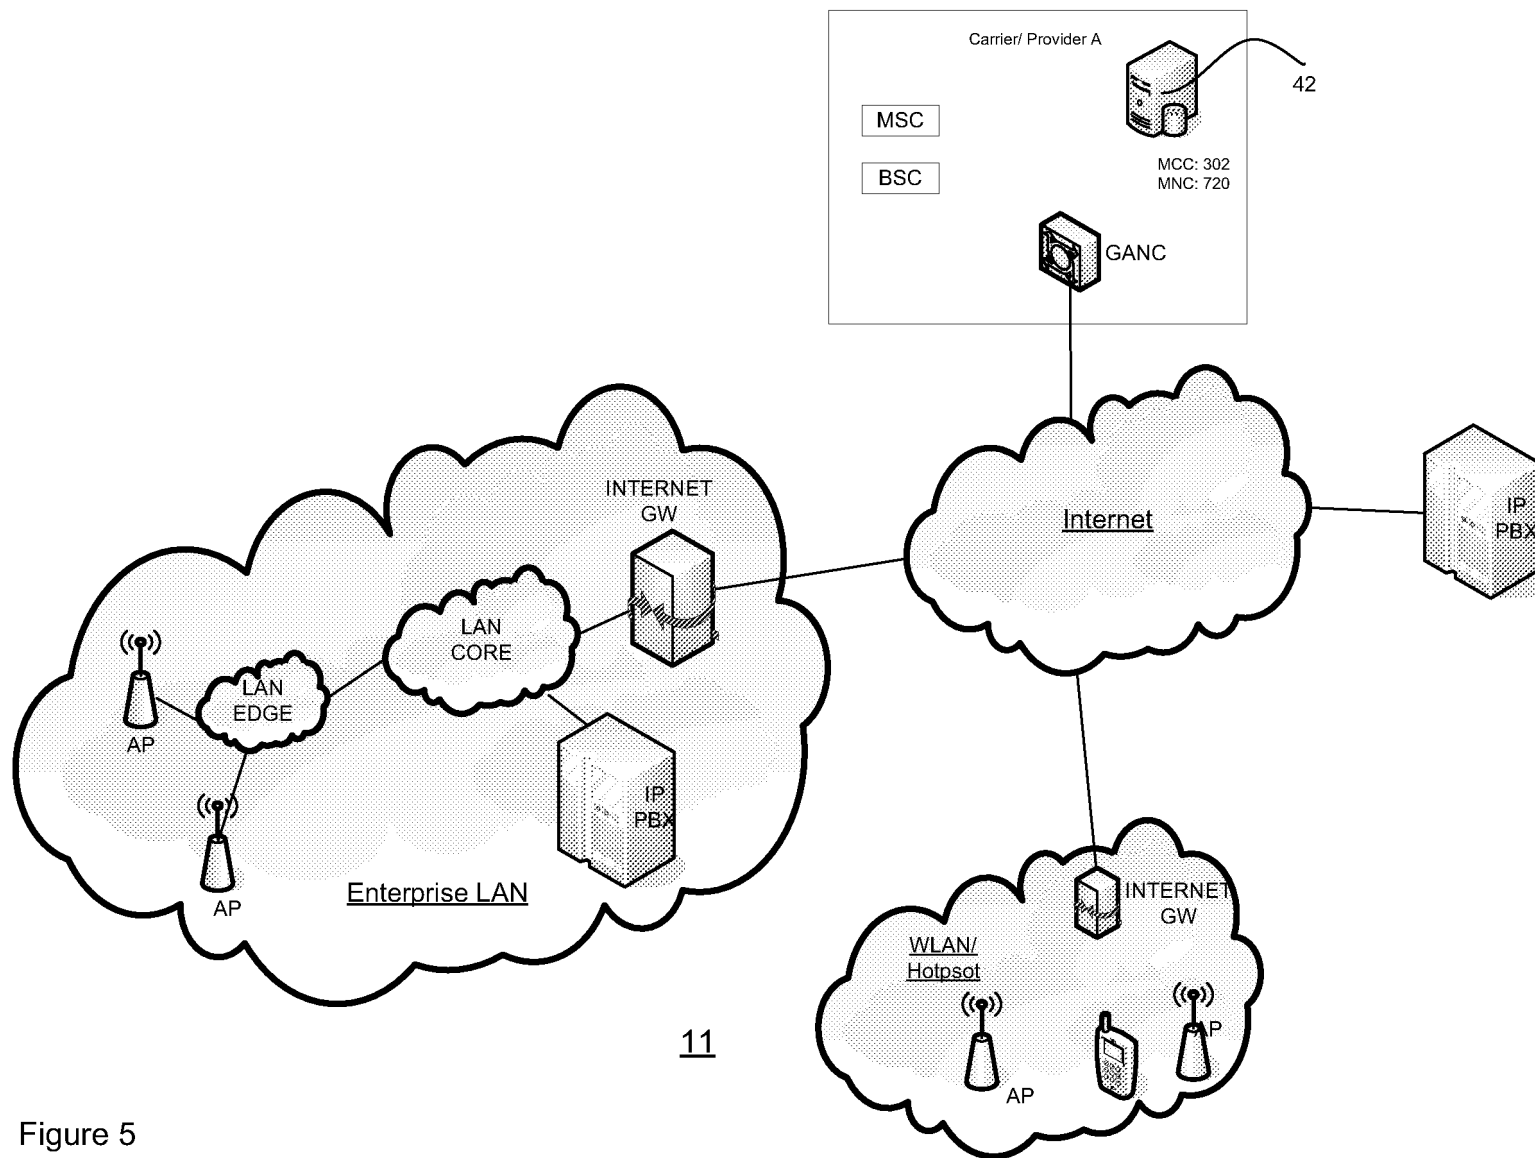 Carrier/ Provider A
42
MSC
MCC: 302
BSC
MNC: 720
GANC
INTERNET
GW
Internet
IP
PBX
LAN
CORE
LAN
EDGE
AP
IP
PBX
AP
Enterprise LAN
INTERNET
GW
WLAN/
Hotpsot
AP
AP
11
Figure 5